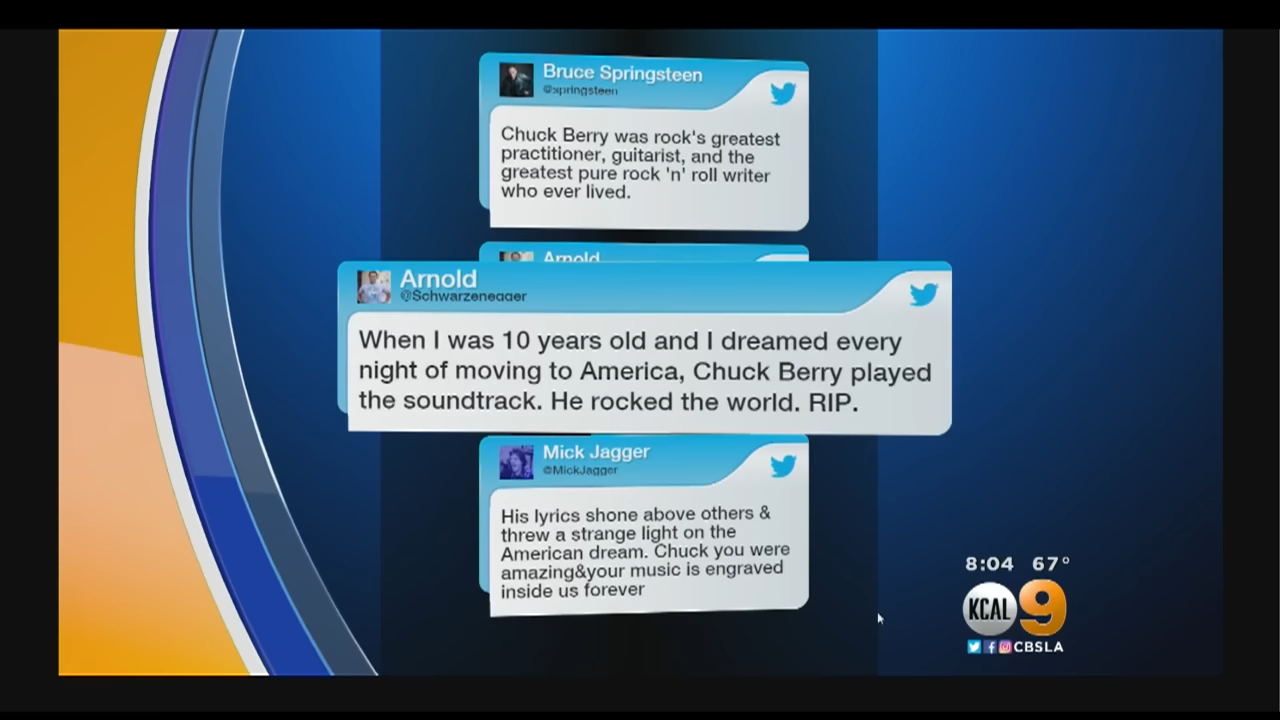 Bruce Springsteen
@springsteen
Chuck Berry was rock's greatest
practitioner, guitarist, and the
greatest pure rock 'n' roll writer
who ever lived.
Arnold
Arnold
@Schwarzenegger
When I was 10 years old and I dreamed every
night of moving to America, Chuck Berry played
the soundtrack. He rocked the world. RIP.
Mick Jagger
@MickJagger
His lyrics shone above others &
threw a strange light on the
American dream. Chuck you were
amazing&your music is engraved
inside us forever
8:04 67°
KCAL 9
CBSLA